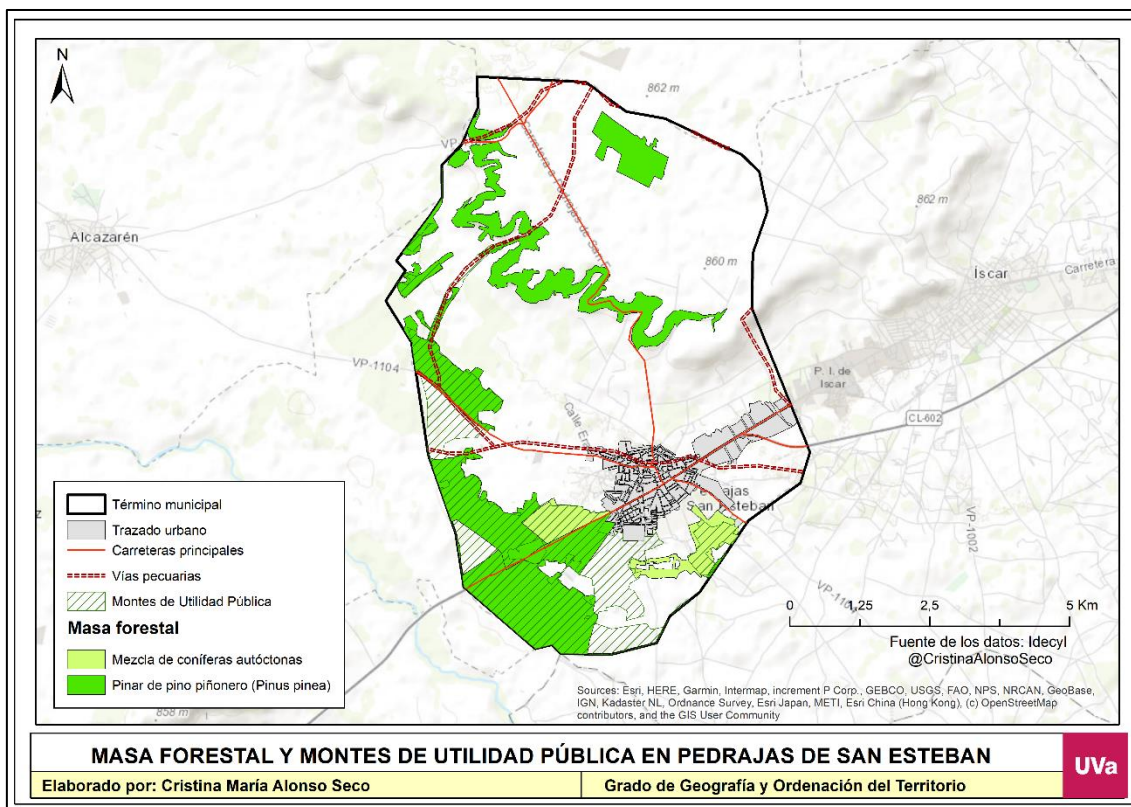 N
862 m
VP-
Alcazarén
862 m
860 m
Íscar
Carretera
VP-1104
P. I. de
Iscar
CL-602
Calle
San Esteban
VP-1002
858 m
Término municipal
Trazado urbano
Carreteras principales
Vías pecuarias
Montes de Utilidad Pública
Masa forestal
Mezcla de coníferas autóctonas
Pinar de pino piñonero (Pinus pinea)
0 1,25 2,5 5 Km
Fuente de los datos: Idecyl
@CristinaAlonsoSeco
Sources: Esri, HERE, Garmin, Intermap, increment P Corp., GEBCO, USGS, FAO, NPS, NRCAN, GeoBase,
IGN, Kadaster NL, Ordnance Survey, Esri Japan, METI, Esri China (Hong Kong), (c) OpenStreetMap
contributors, and the GIS User Community
MASA FORESTAL Y MONTES DE UTILIDAD PÚBLICA EN PEDRAJAS DE SAN ESTEBAN
UVa
Elaborado por: Cristina María Alonso Seco
Grado de Geografía y Ordenación del Territorio